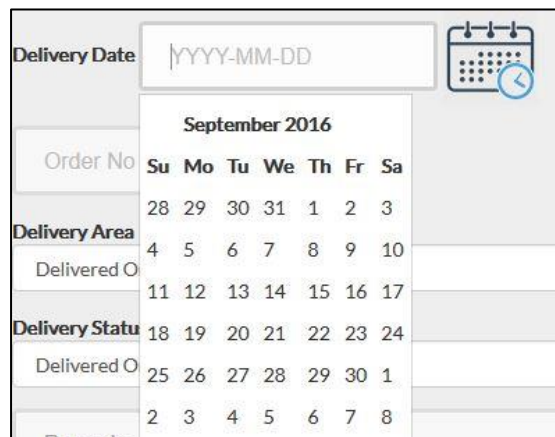 Delivery Date YYYY-MM-DD
September 2016
Order No
Su Mo Tu We Th Fr Sa
28 29 30 31 1 2 3
Delivery Area
4 5 6 7 8 9 10
Delivered O
11 12 13 14 15 16 17
Delivery Statu
18 19 20 21 22 23 24
Delivered O
25 26 27 28 29 30 1
2 3 4 5 6 7 8